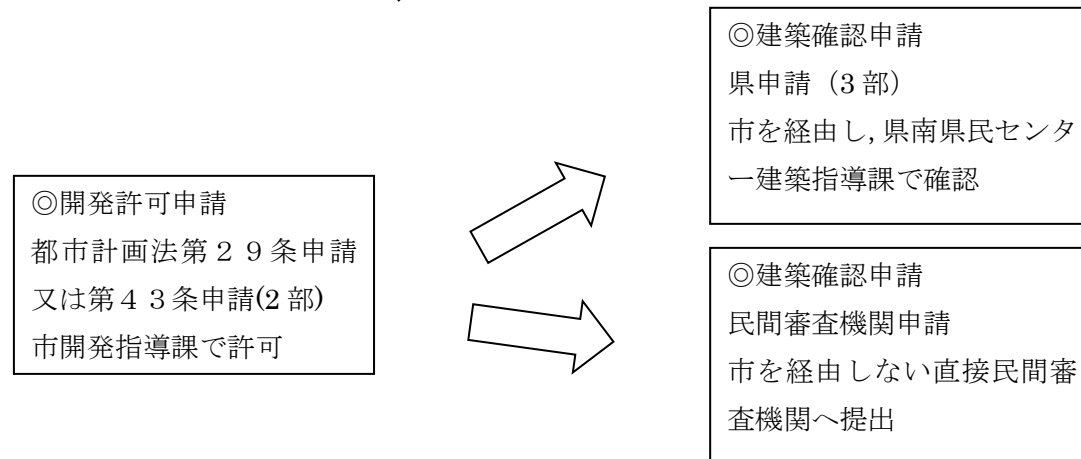 ◎開発許可申請
都市計画法第２９条申請
又は第４３条申請(2 部)
市開発指導課で許可
◎建築確認申請
県申請（3 部）
市を経由し,県南県民センタ
ー建築指導課で確認
◎建築確認申請
民間審査機関申請
市を経由しない直接民間審
査機関へ提出